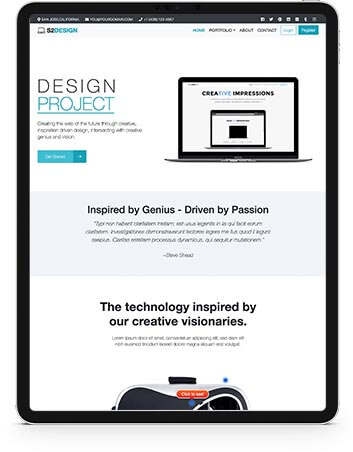 SAN JOSE,CALIFORNIA YOU@YOURDOMAIN.COM +1 (408) 123 4567
S2DESIGN
HOME PORTFOLIO ABOUT CONTACT Login Register
DESIGN
PROJECT
Creating the web of the future through creative,
inspiration driven design, intersecting with creative
genius and vision.
Get Started
CREATIVE IMPRESSIONS
Inspired by Genius - Driven by Passion
"Typi non habent claritatem insitam; est usus legentis in iis qui facit eorum
claritatem. Investigationes demonstraverunt lectores legere me lius quod ii legunt
saepius. Claritas est etiam processus dynamicus, qui sequitur mutationem."
~Steve Shead
The technology inspired by
our creative visionaries.
Lorem ipsum dolor sit amet, consectetur adipiscing elit, sed diam sit
nibh euismod tincidunt ut laoreet dolore magna aliquam erat volutpat.
Click to see!